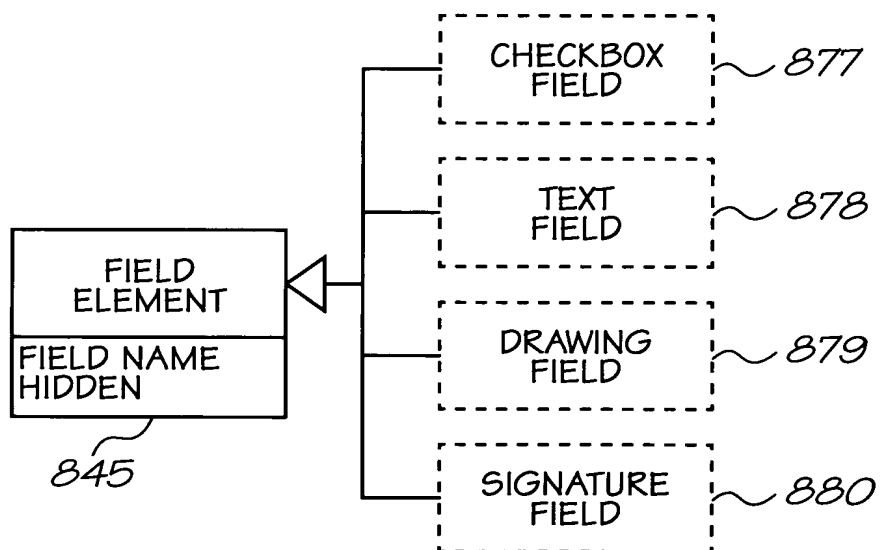 CHECKBOX
FIELD
877
TEXT
FIELD
878
FIELD
ELEMENT
FIELD NAME
HIDDEN
845
DRAWING
FIELD
879
SIGNATURE
FIELD
880